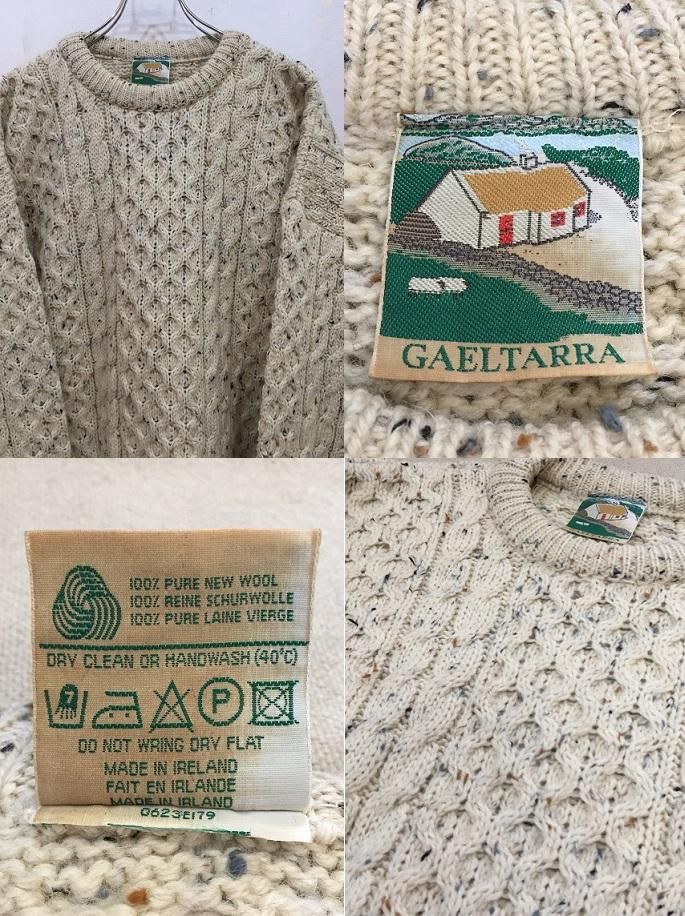 GAELTARRA
100% PURE NEW WOOL
100% REINE SCHURWOLLE
100% PURE LAINE VIERGE
DRY CLEAN OR HANDWASH (40°C)
P
DO NOT WRING DRY FLAT
MADE IN IRELAND
FAIT EN IRLANDE
MADE IN IRLAND
0623E179